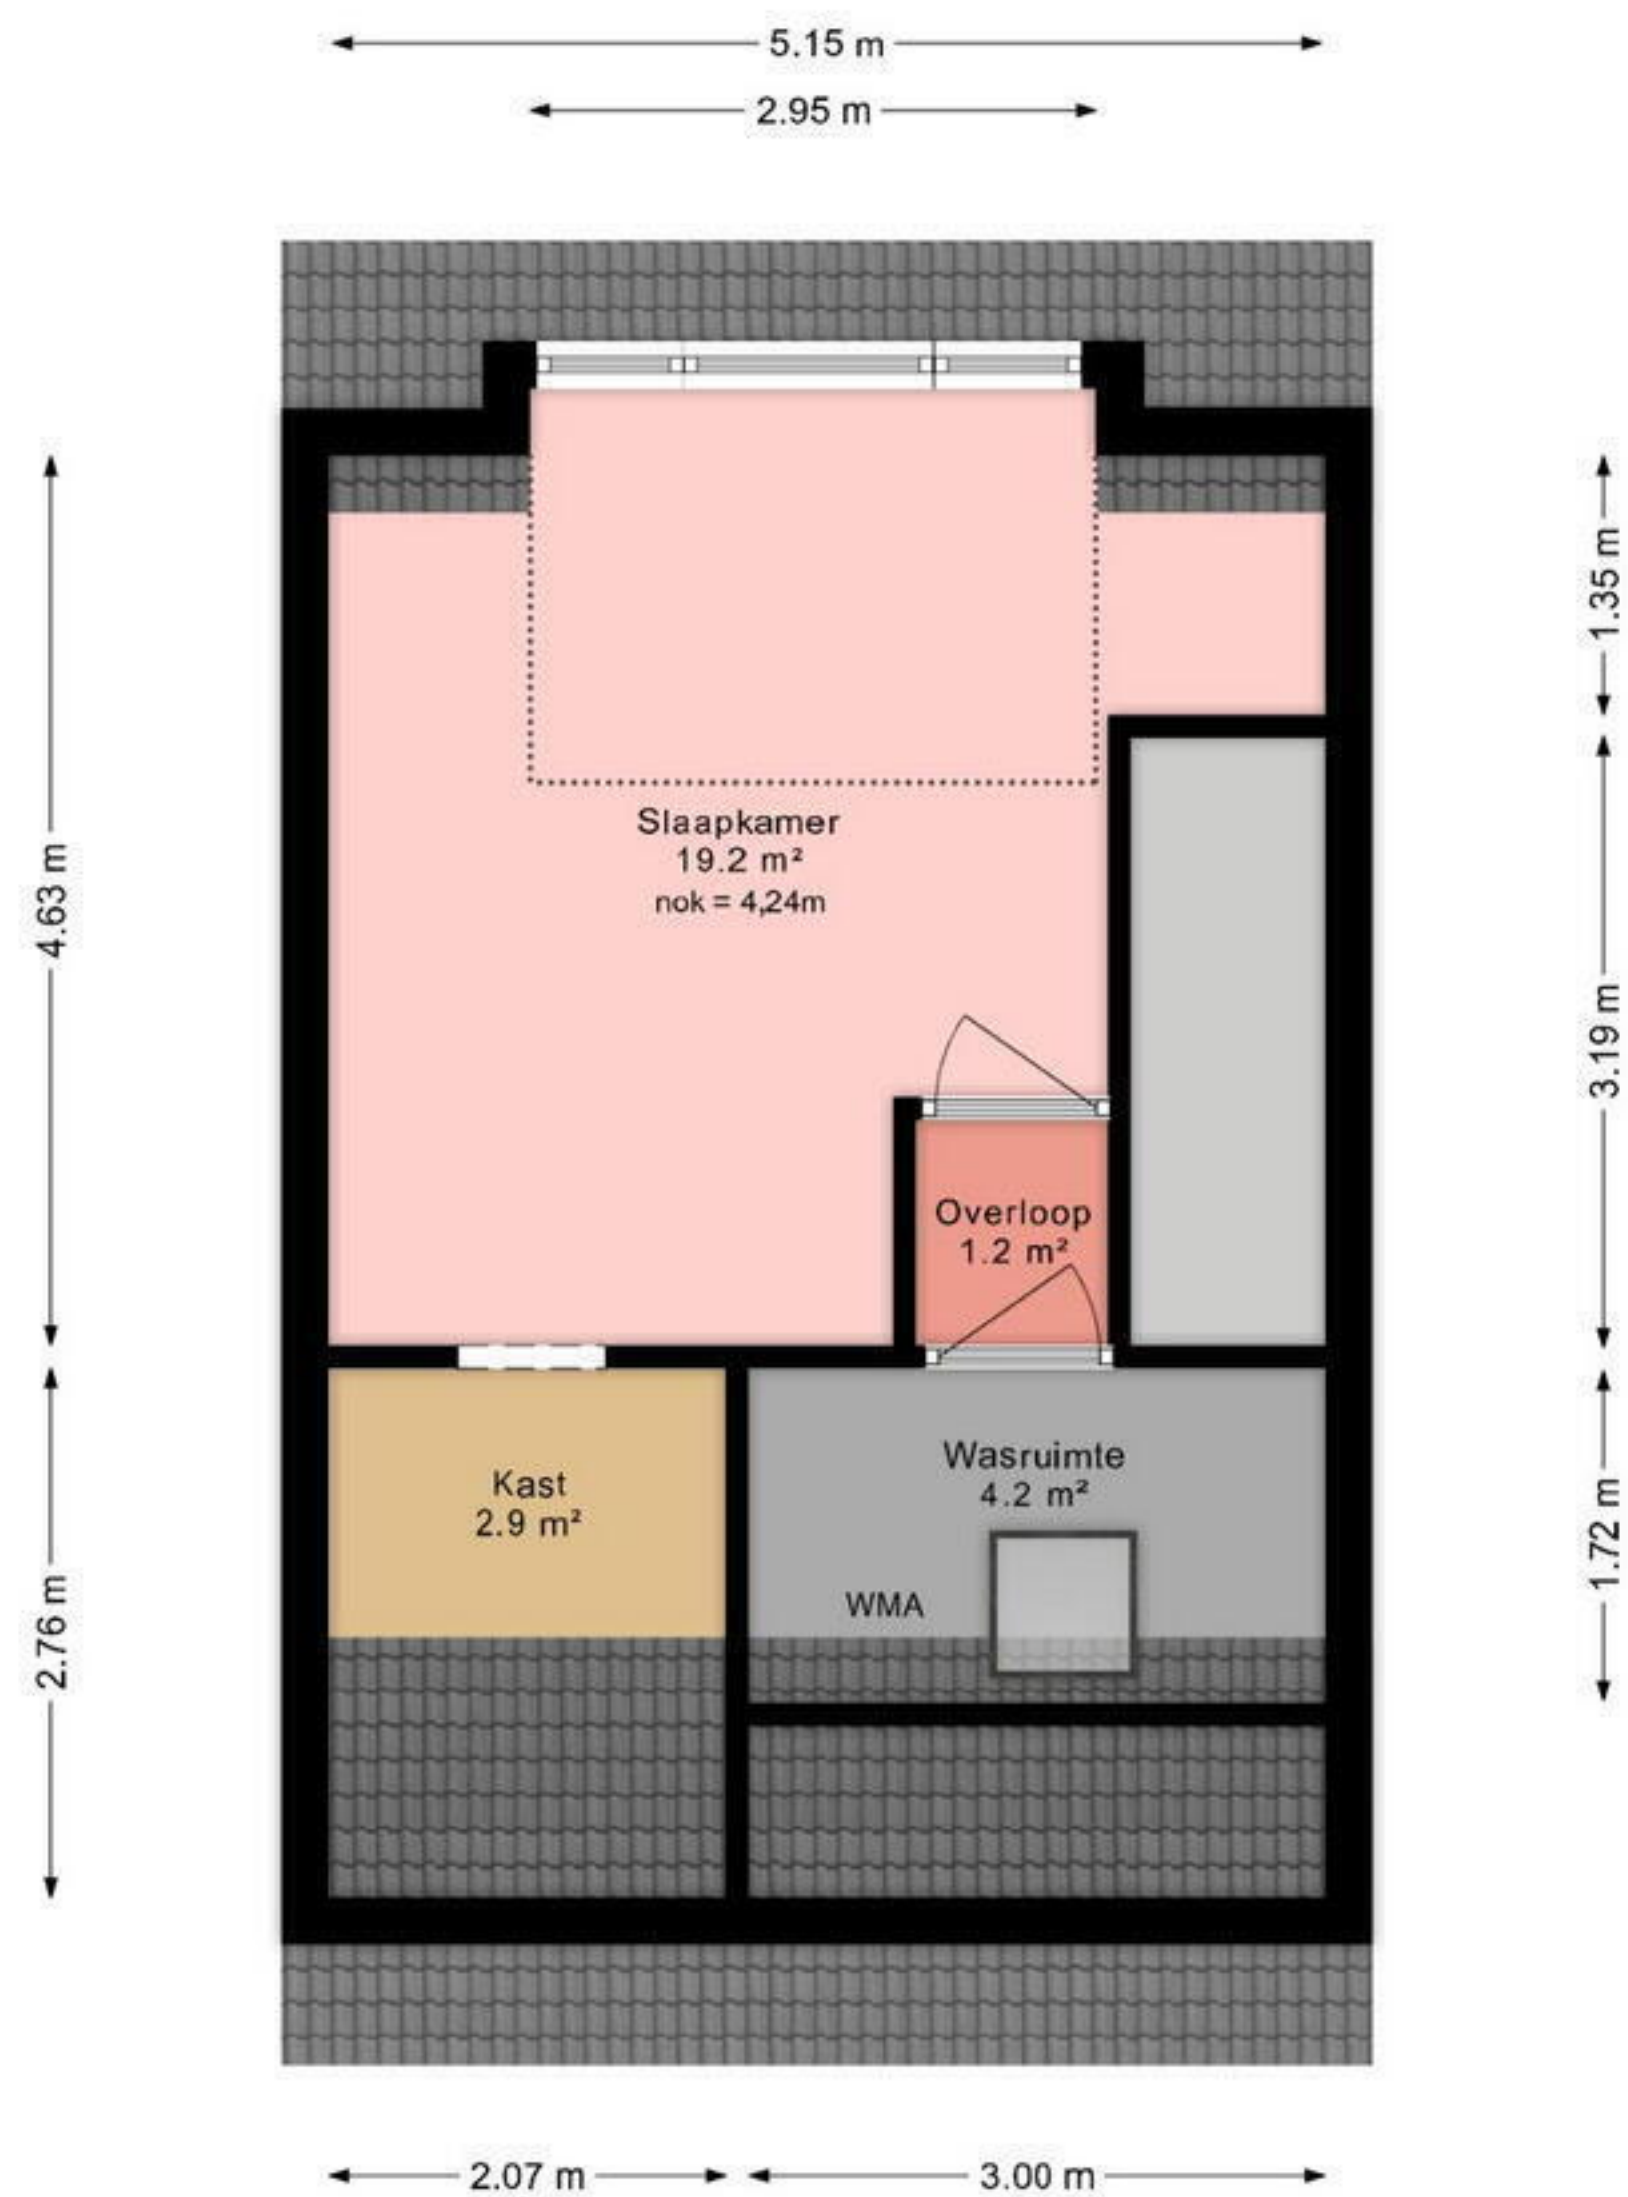 5.15 m
2.95 m
1.35 m
4.63 m
Slaapkamer
19.2 m²
nok = 4,24m
3.19 m
Overloop
1.2 m²
Kast
2.9 m²
Wasruimte
4.2 m²
WMA
2.76 m
1.72 m
2.07 m
3.00 m